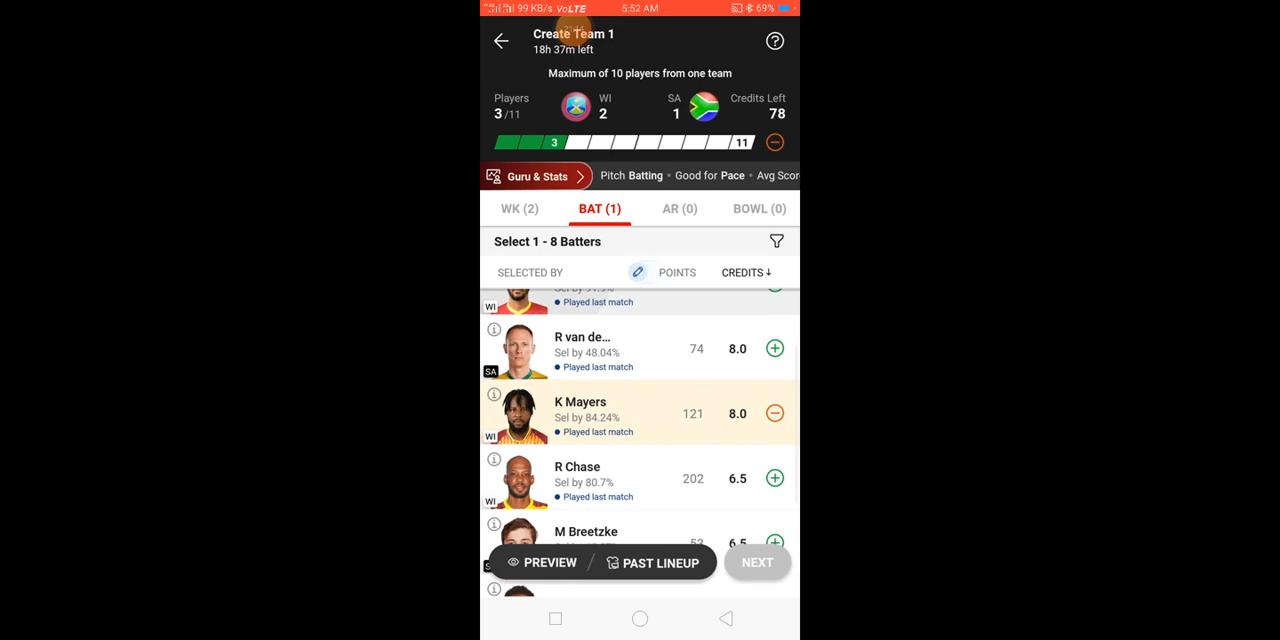 99 KB/s VoLTE 5:52 AM 69%
Create Team 1
18h 37m left
Maximum of 10 players from one team
Players WI SA Credits Left
3/11 2 1 78
3 11
Guru & Stats Pitch Batting • Good for Pace • Avg Scor
WK (2) BAT (1) AR (0) BOWL (0)
Select 1 - 8 Batters
SELECTED BY POINTS CREDITS↓
Played last match
WI
R van de...
Sel by 48.04% 74 8.0
Played last match
SA
K Mayers
Sel by 84.24% 121 8.0
Played last match
WI
R Chase
Sel by 80.7% 202 6.5
Played last match
WI
M Breetzke
53 6.5
PREVIEW / PAST LINEUP NEXT